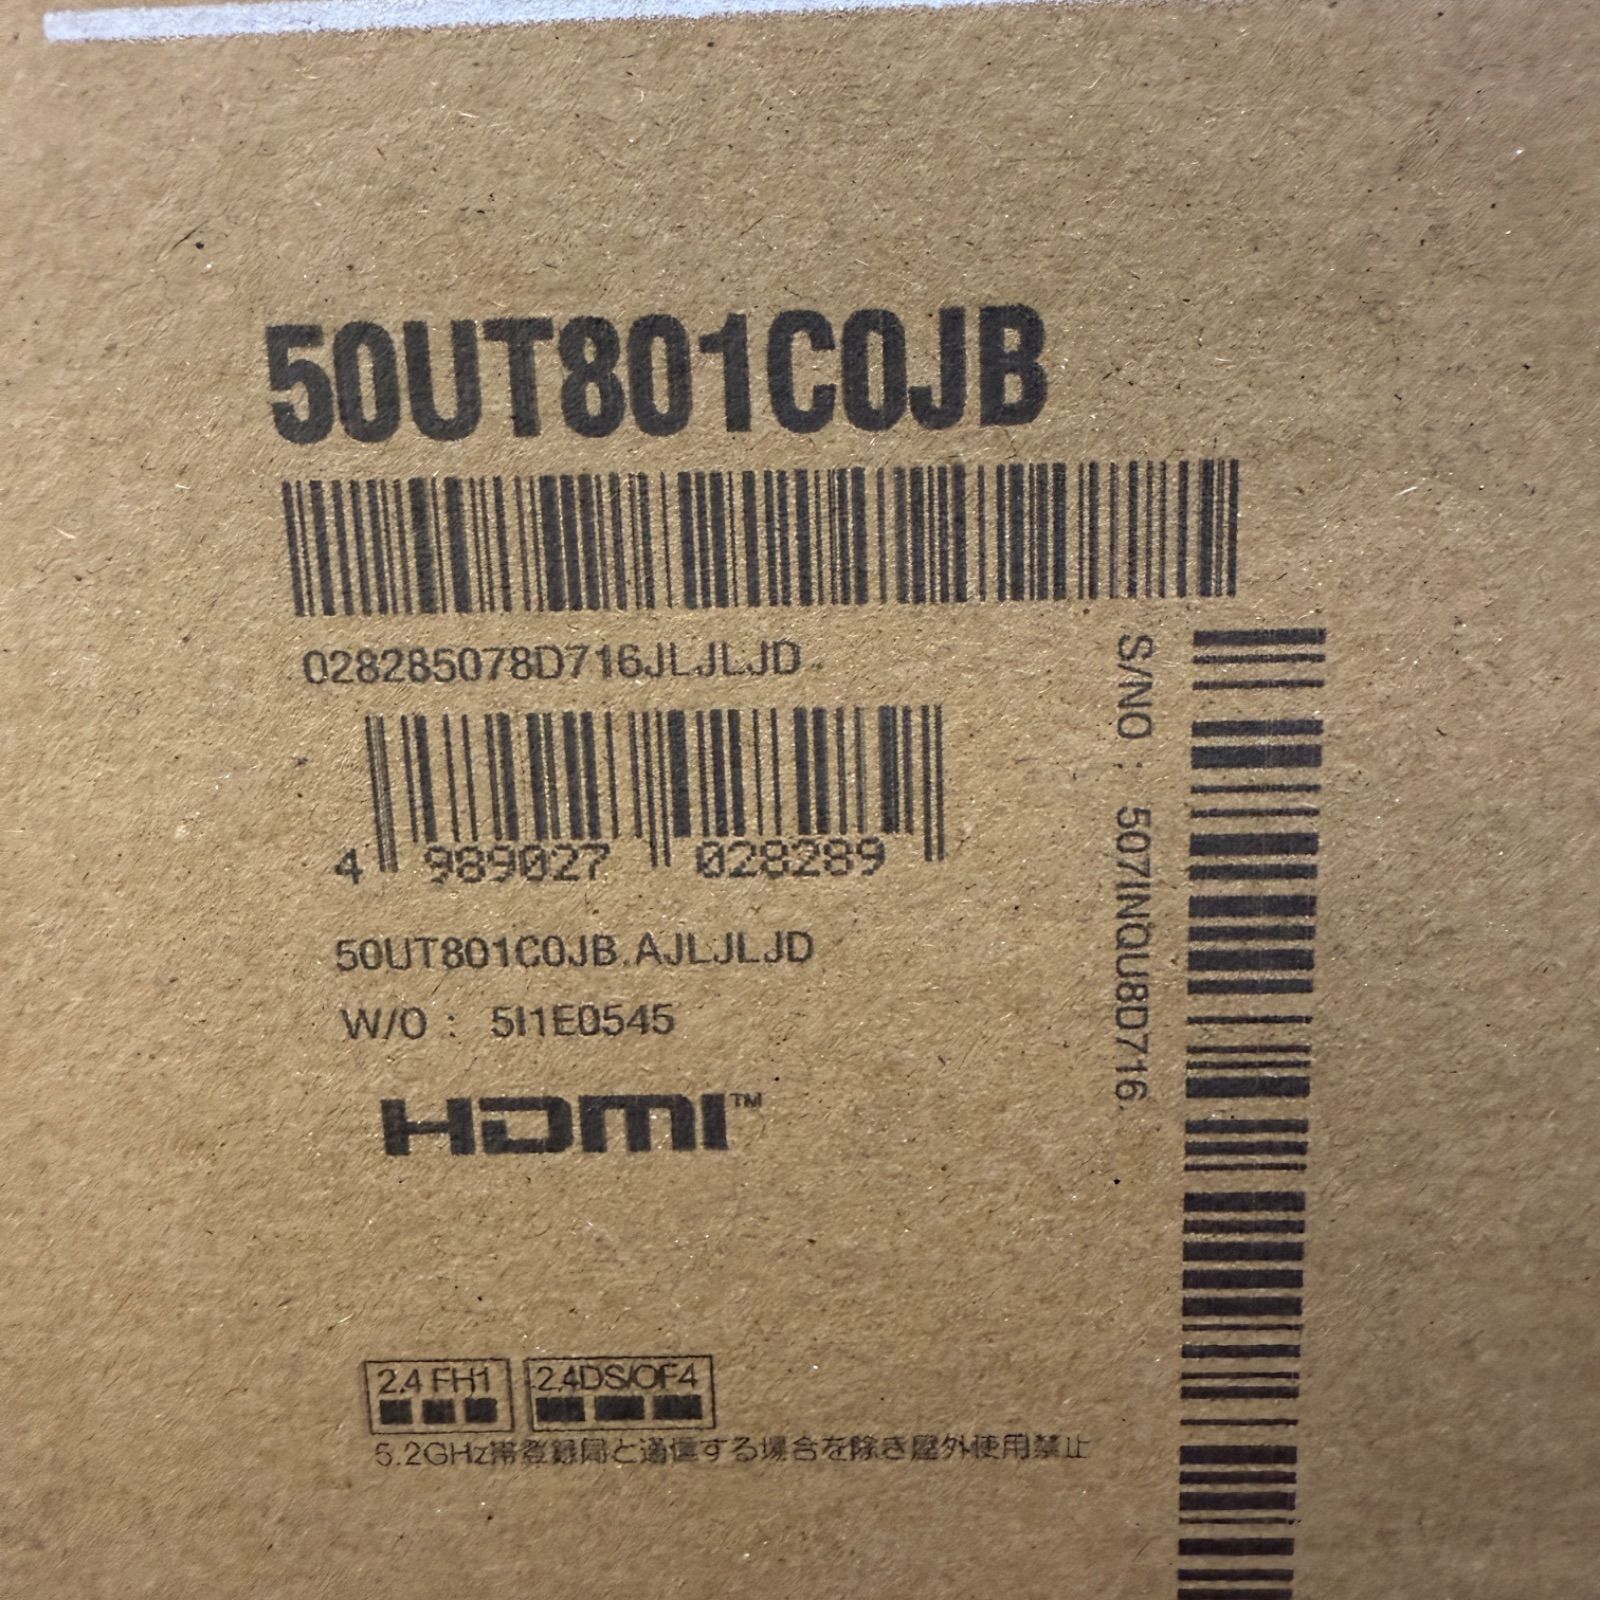 50UT801C0JB
028285078D716JLJLJD
4 989027 028289
50UT801C0JB.AJLJLJD
W/O : 5I1E0545
HDMI™
2.4 FH1 2.4DS/OF4
5.2GHz帯登録局と通信する場合を除き屋外使用禁止
S/NO : 507INQU8D716.